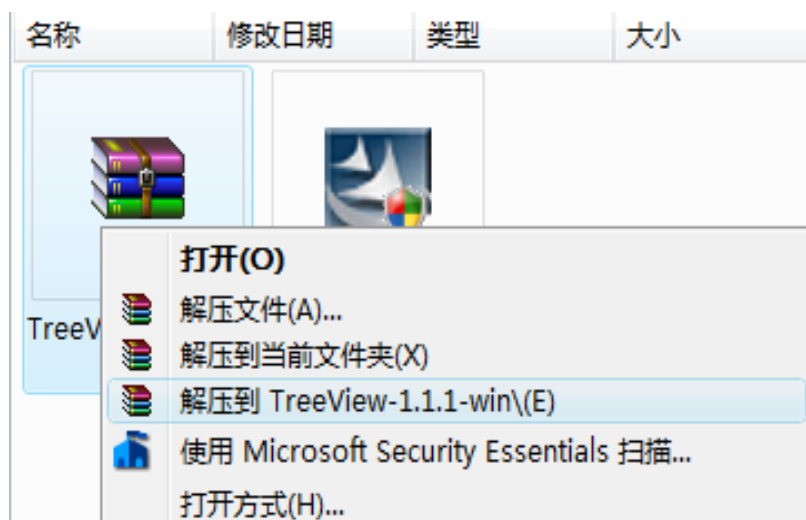 名称 修改日期 类型 大小
TreeV
打开(O)
解压文件(A)...
解压到当前文件夹(X)
解压到 TreeView-1.1.1-win\(E)
使用 Microsoft Security Essentials 扫描...
打开方式(H)...